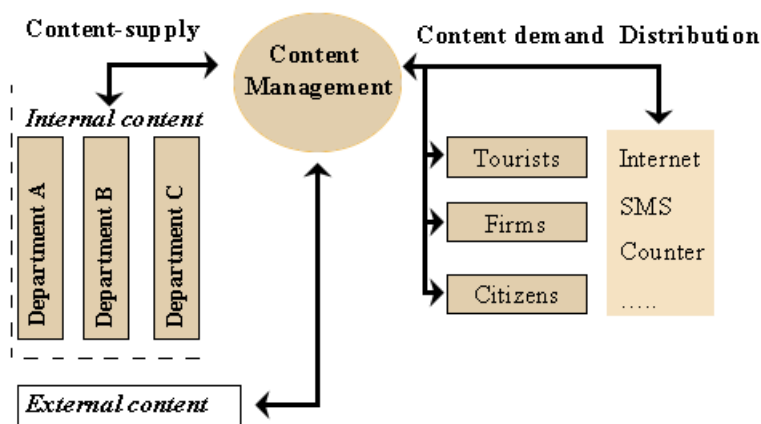 Content-supply
Content
Management
Content demand Distribution
Internal content
Department A
Department B
Department C
Tourists
Firms
Citizens
Internet
SMS
Counter
.....
External content